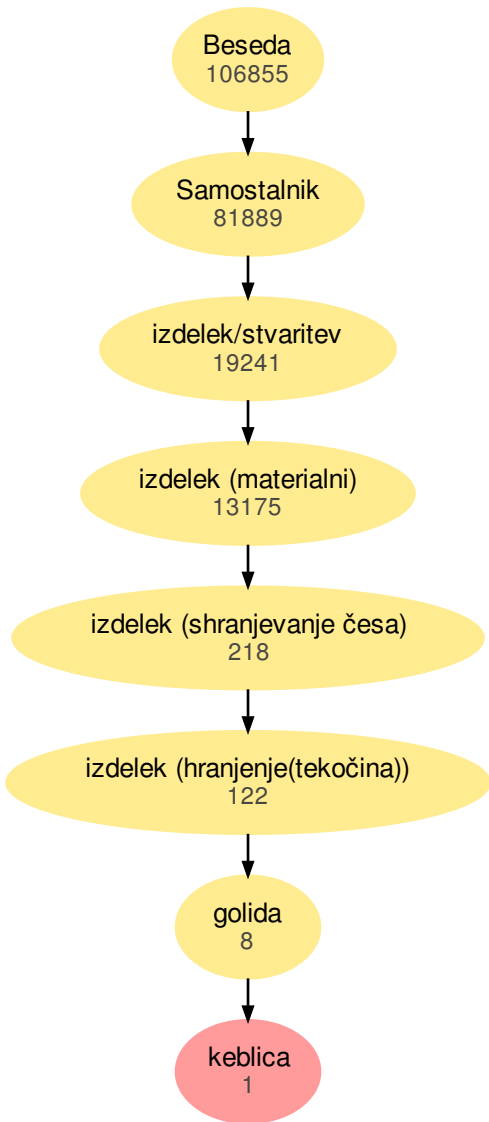 Beseda
106855
Samostalnik
81889
izdelek/stvaritev
19241
izdelek (materialni)
13175
izdelek (shranjevanje česa)
218
izdelek (hranjenje(tekočina))
122
golida
8
keblica
1